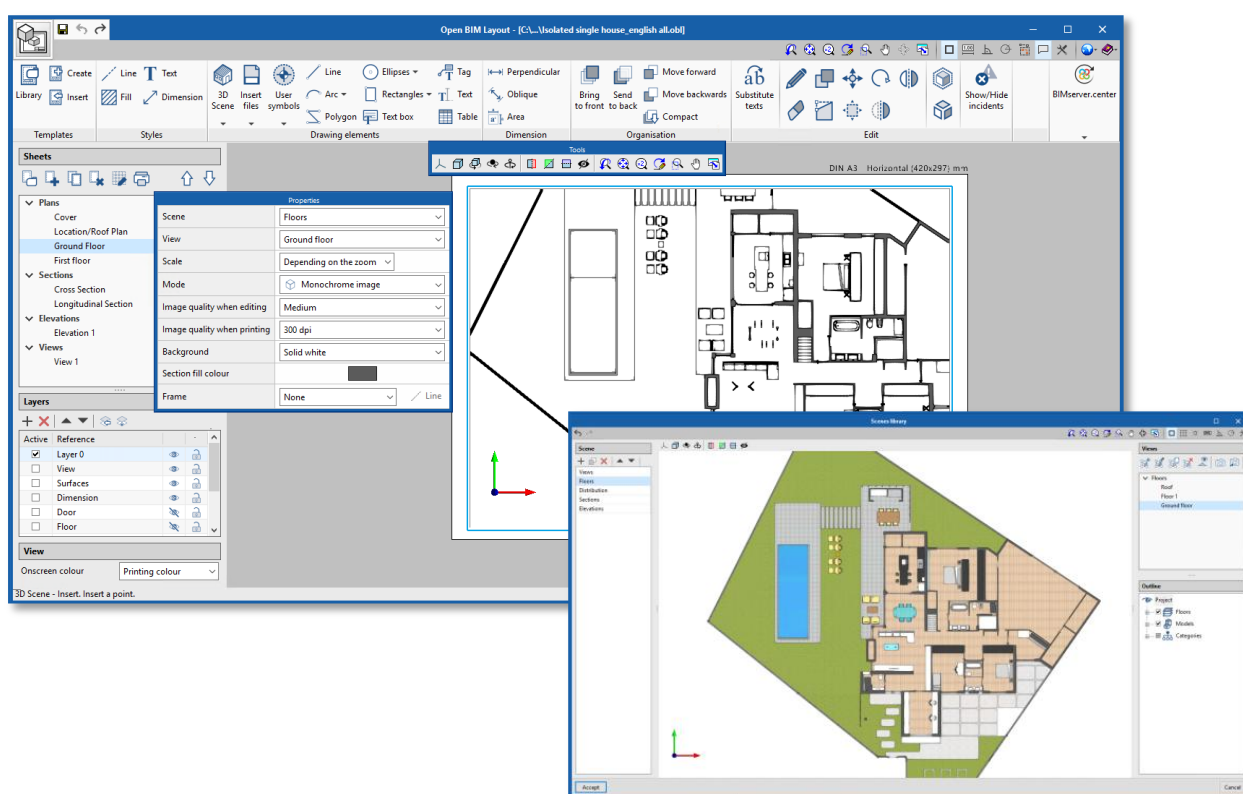 Open BIM Layout - [C:\...\Isolated single house_english all.obl]
Library
Create
Insert
Templates
Line
Text
Fill
Dimension
Styles
3D Scene
Insert files
User symbols
Line
Arc
Polygon
Ellipses
Rectangles
Text box
Tag
Text
Table
Drawing elements
Perpendicular
Oblique
Area
Dimension
Bring to front
Send to back
Move forward
Move backwards
Compact
Organisation
ab
Substitute texts
Edit
Show/Hide incidents
BIMserver.center
Sheets
Plans
Cover
Location/Roof Plan
Ground Floor
First floor
Sections
Cross Section
Longitudinal Section
Elevations
Elevation 1
Views
View 1
Layers
Active Reference
Layer 0
View
Surfaces
Dimension
Door
Floor
View
Onscreen colour Printing colour
3D Scene - Insert. Insert a point.
Tools
DIN A3 Horizontal (420x297) mm
Properties
Scene Floors
View Ground floor
Scale Depending on the zoom
Mode Monochrome image
Image quality when editing Medium
Image quality when printing 300 dpi
Background Solid white
Section fill colour
Frame None Line
Scenes library
Scene
Views
Floors
Distribution
Sections
Elevations
Views
Floors
Roof
Floor 1
Ground floor
Outline
Project
Floors
Models
Categories
Accept
Cancel